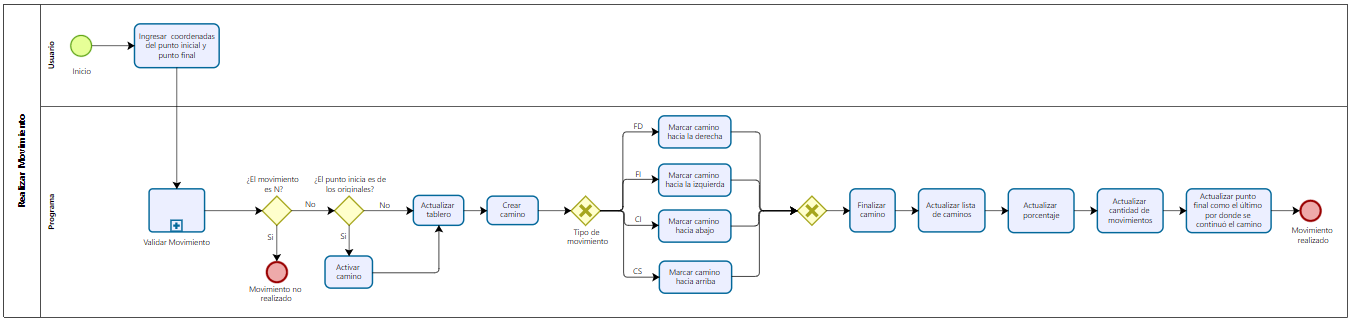 Realizar Movimiento
Usuario
Inicio
Ingresar coordenadas
del punto inicial y
punto final
Programa
Validar Movimiento
¿El movimiento
es N?
No
Si
Movimiento no
realizado
¿El punto inicia es de
los originales?
No
Si
Activar
camino
Actualizar
tablero
Crear
camino
Tipo de
movimiento
FD
Marcar camino
hacia la derecha
FI
Marcar camino
hacia la izquierda
CI
Marcar camino
hacia abajo
CS
Marcar camino
hacia arriba
Finalizar
camino
Actualizar lista
de caminos
Actualizar
porcentaje
Actualizar
cantidad de
movimientos
Actualizar punto
final como el último
por donde se
continuó el camino
Movimiento
realizado